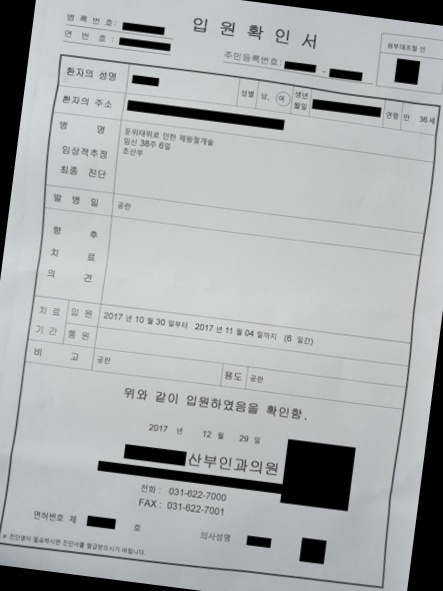 입원확인서
병록번호:
연번호:
주민등록번호: -
원부대조필 인
환자의 성명
성별 남, 여
생년월일
연령 만 36세
환자의 주소
병명
임상적추정
최종 진단
둔위태위로 인한 제왕절개술
임신 38주 6일
초산부
발병일
공란
향후
치료
의견
치료기간
입원
2017 년 10 월 30 일부터 2017 년 11 월 04 일까지 (6 일간)
통원
비고
공란
용도
공란
위와 같이 입원하였음을 확인함.
2017 년 12 월 29 일
산부인과의원
전화 : 031-622-7000
FAX : 031-622-7001
면허번호 제 호
의사성명
※ 진단명이 필요하시면 진단서를 발급받으시기 바랍니다.